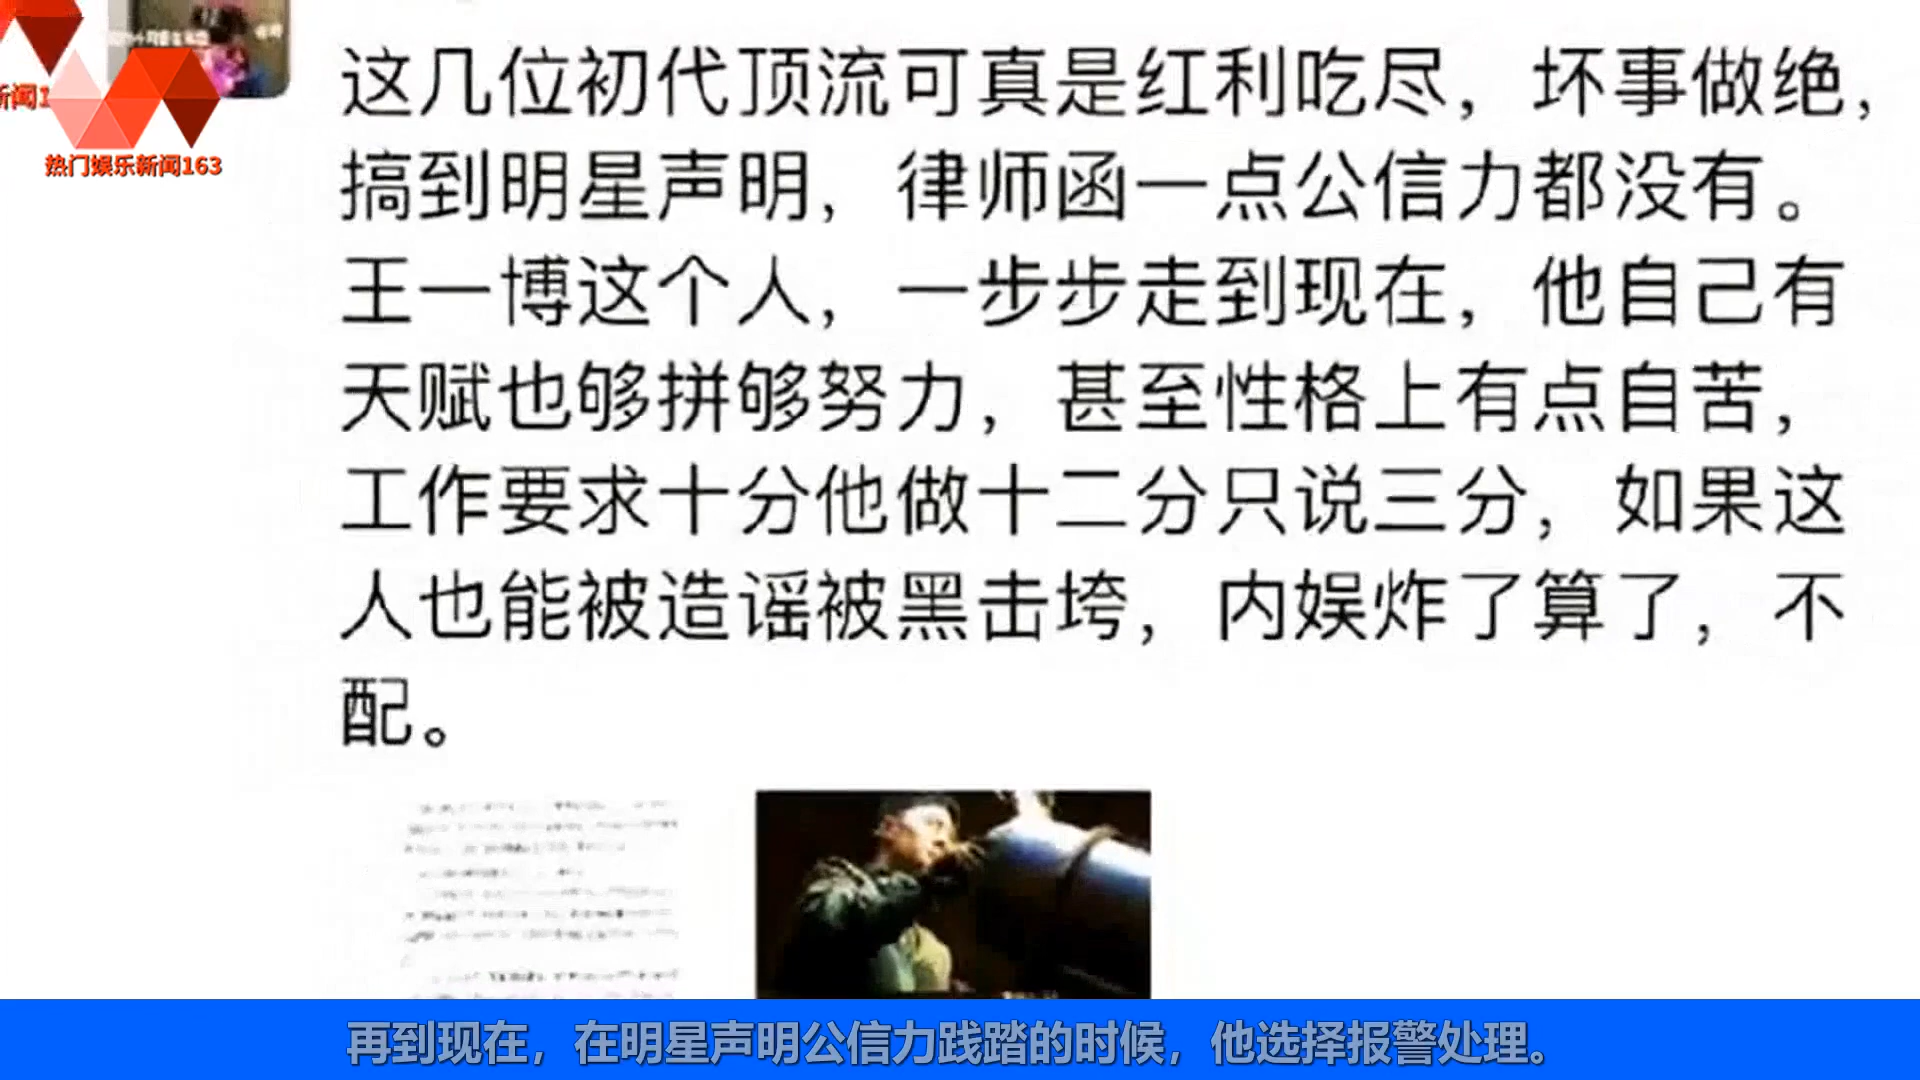 新闻1
热门娱乐新闻163
这几位初代顶流可真是红利吃尽，坏事做绝，
搞到明星声明，律师函一点公信力都没有。
王一博这个人，一步步走到现在，他自己有
天赋也够拼够努力，甚至性格上有点自苦，
工作要求十分他做十二分只说三分，如果这
人也能被造谣被黑击垮，内娱炸了算了，不
配。
再到现在，在明星声明公信力践踏的时候，他选择报警处理。